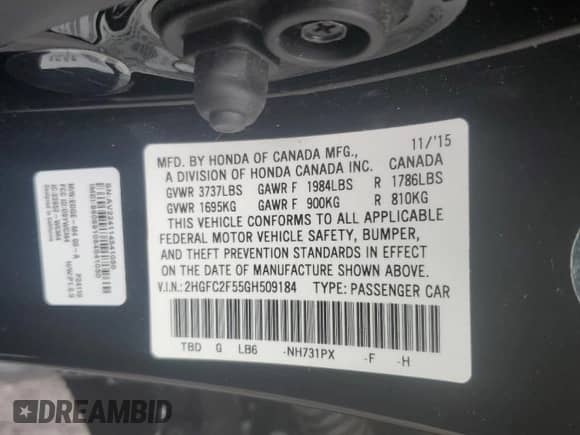 11/'15
MFD. BY HONDA OF CANADA MFG.,
A DIVISION OF HONDA CANADA INC. CANADA
GVWR 3737LBS GAWR F 1984LBS R 1786LBS
GVWR 1695KG GAWR F 900KG R 810KG
THIS VEHICLE CONFORMS TO ALL APPLICABLE
FEDERAL MOTOR VEHICLE SAFETY, BUMPER,
AND THEFT PREVENTION STANDARDS IN EFFECT
ON THE DATE OF MANUFACTURE SHOWN ABOVE.
V.I.N.: 2HGFC2F55GH509184 TYPE: PASSENGER CAR
TBD G LB6 -NH731PX -F -H
DREAMBID